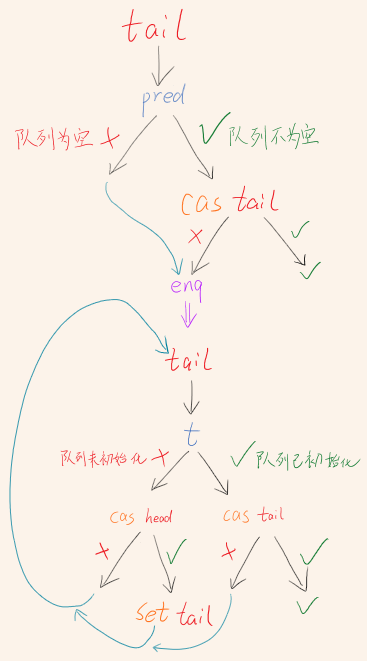 tail
pred
队列为空 队列不为空
cas tail
enq
tail
t
队列未初始化 队列已初始化
cas head cas tail
set tail